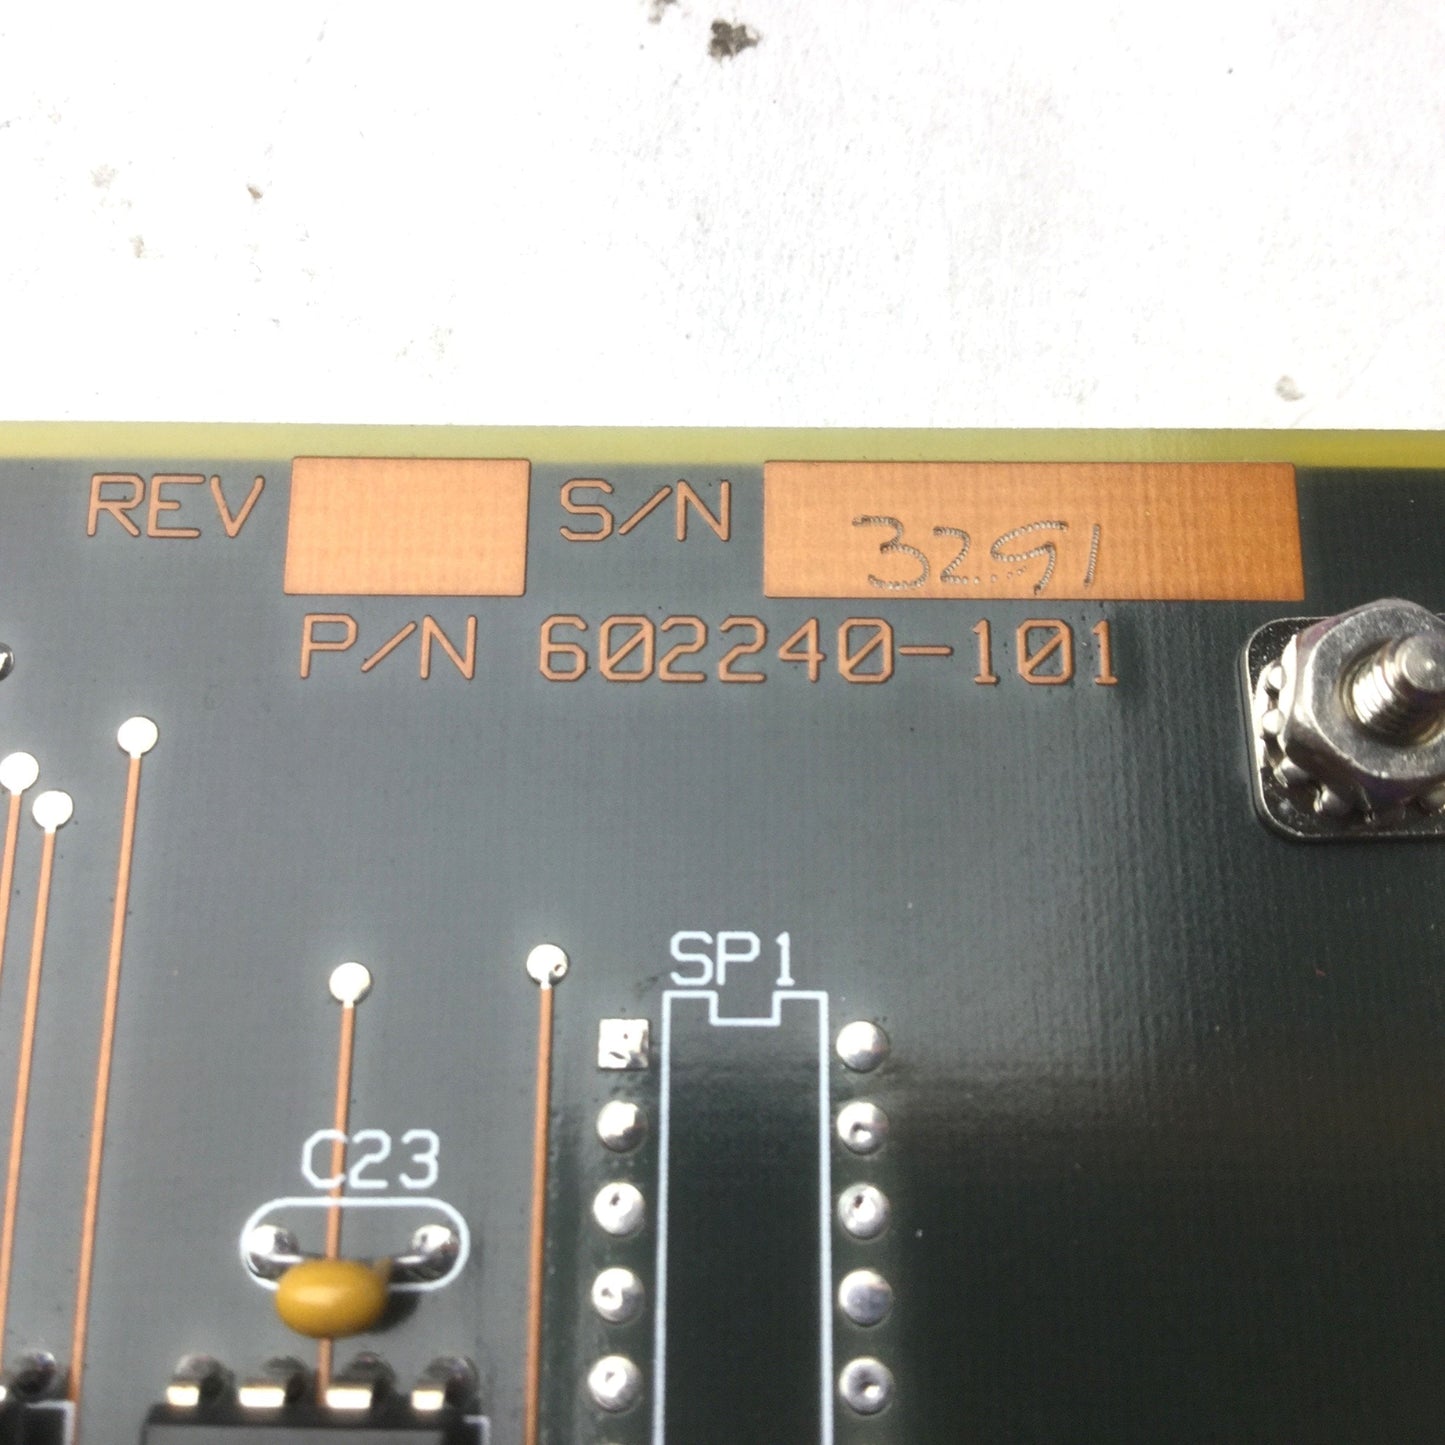 REV S/N 3291
P/N 602240-101
SP1
C23